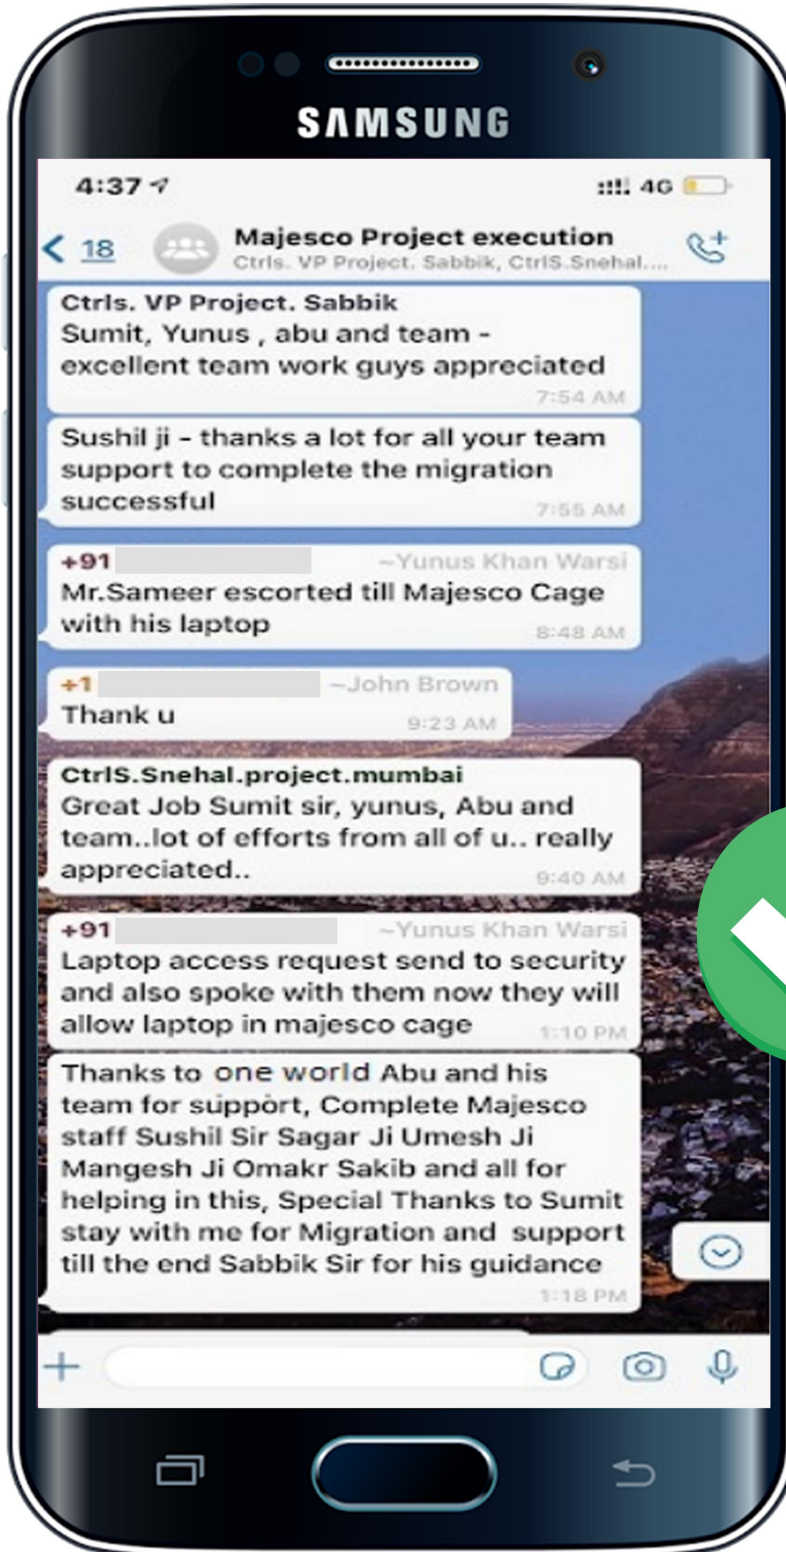 SAMSUNG
4:37 4G
18 Majesco Project execution
Ctrls. VP Project. Sabbik, CtrlS.Snehal....
Ctrls. VP Project. Sabbik
Sumit, Yunus , abu and team -
excellent team work guys appreciated
7:54 AM
Sushil ji - thanks a lot for all your team
support to complete the migration
successful
7:55 AM
+91 ~Yunus Khan Warsi
Mr.Sameer escorted till Majesco Cage
with his laptop
8:48 AM
+1 ~John Brown
Thank u
9:23 AM
CtrlS.Snehal.project.mumbai
Great Job Sumit sir, yunus, Abu and
team..lot of efforts from all of u.. really
appreciated..
9:40 AM
+91 ~Yunus Khan Warsi
Laptop access request send to security
and also spoke with them now they will
allow laptop in majesco cage
1:10 PM
Thanks to one world Abu and his
team for support, Complete Majesco
staff Sushil Sir Sagar Ji Umesh Ji
Mangesh Ji Omakr Sakib and all for
helping in this, Special Thanks to Sumit
stay with me for Migration and support
till the end Sabbik Sir for his guidance
1:18 PM